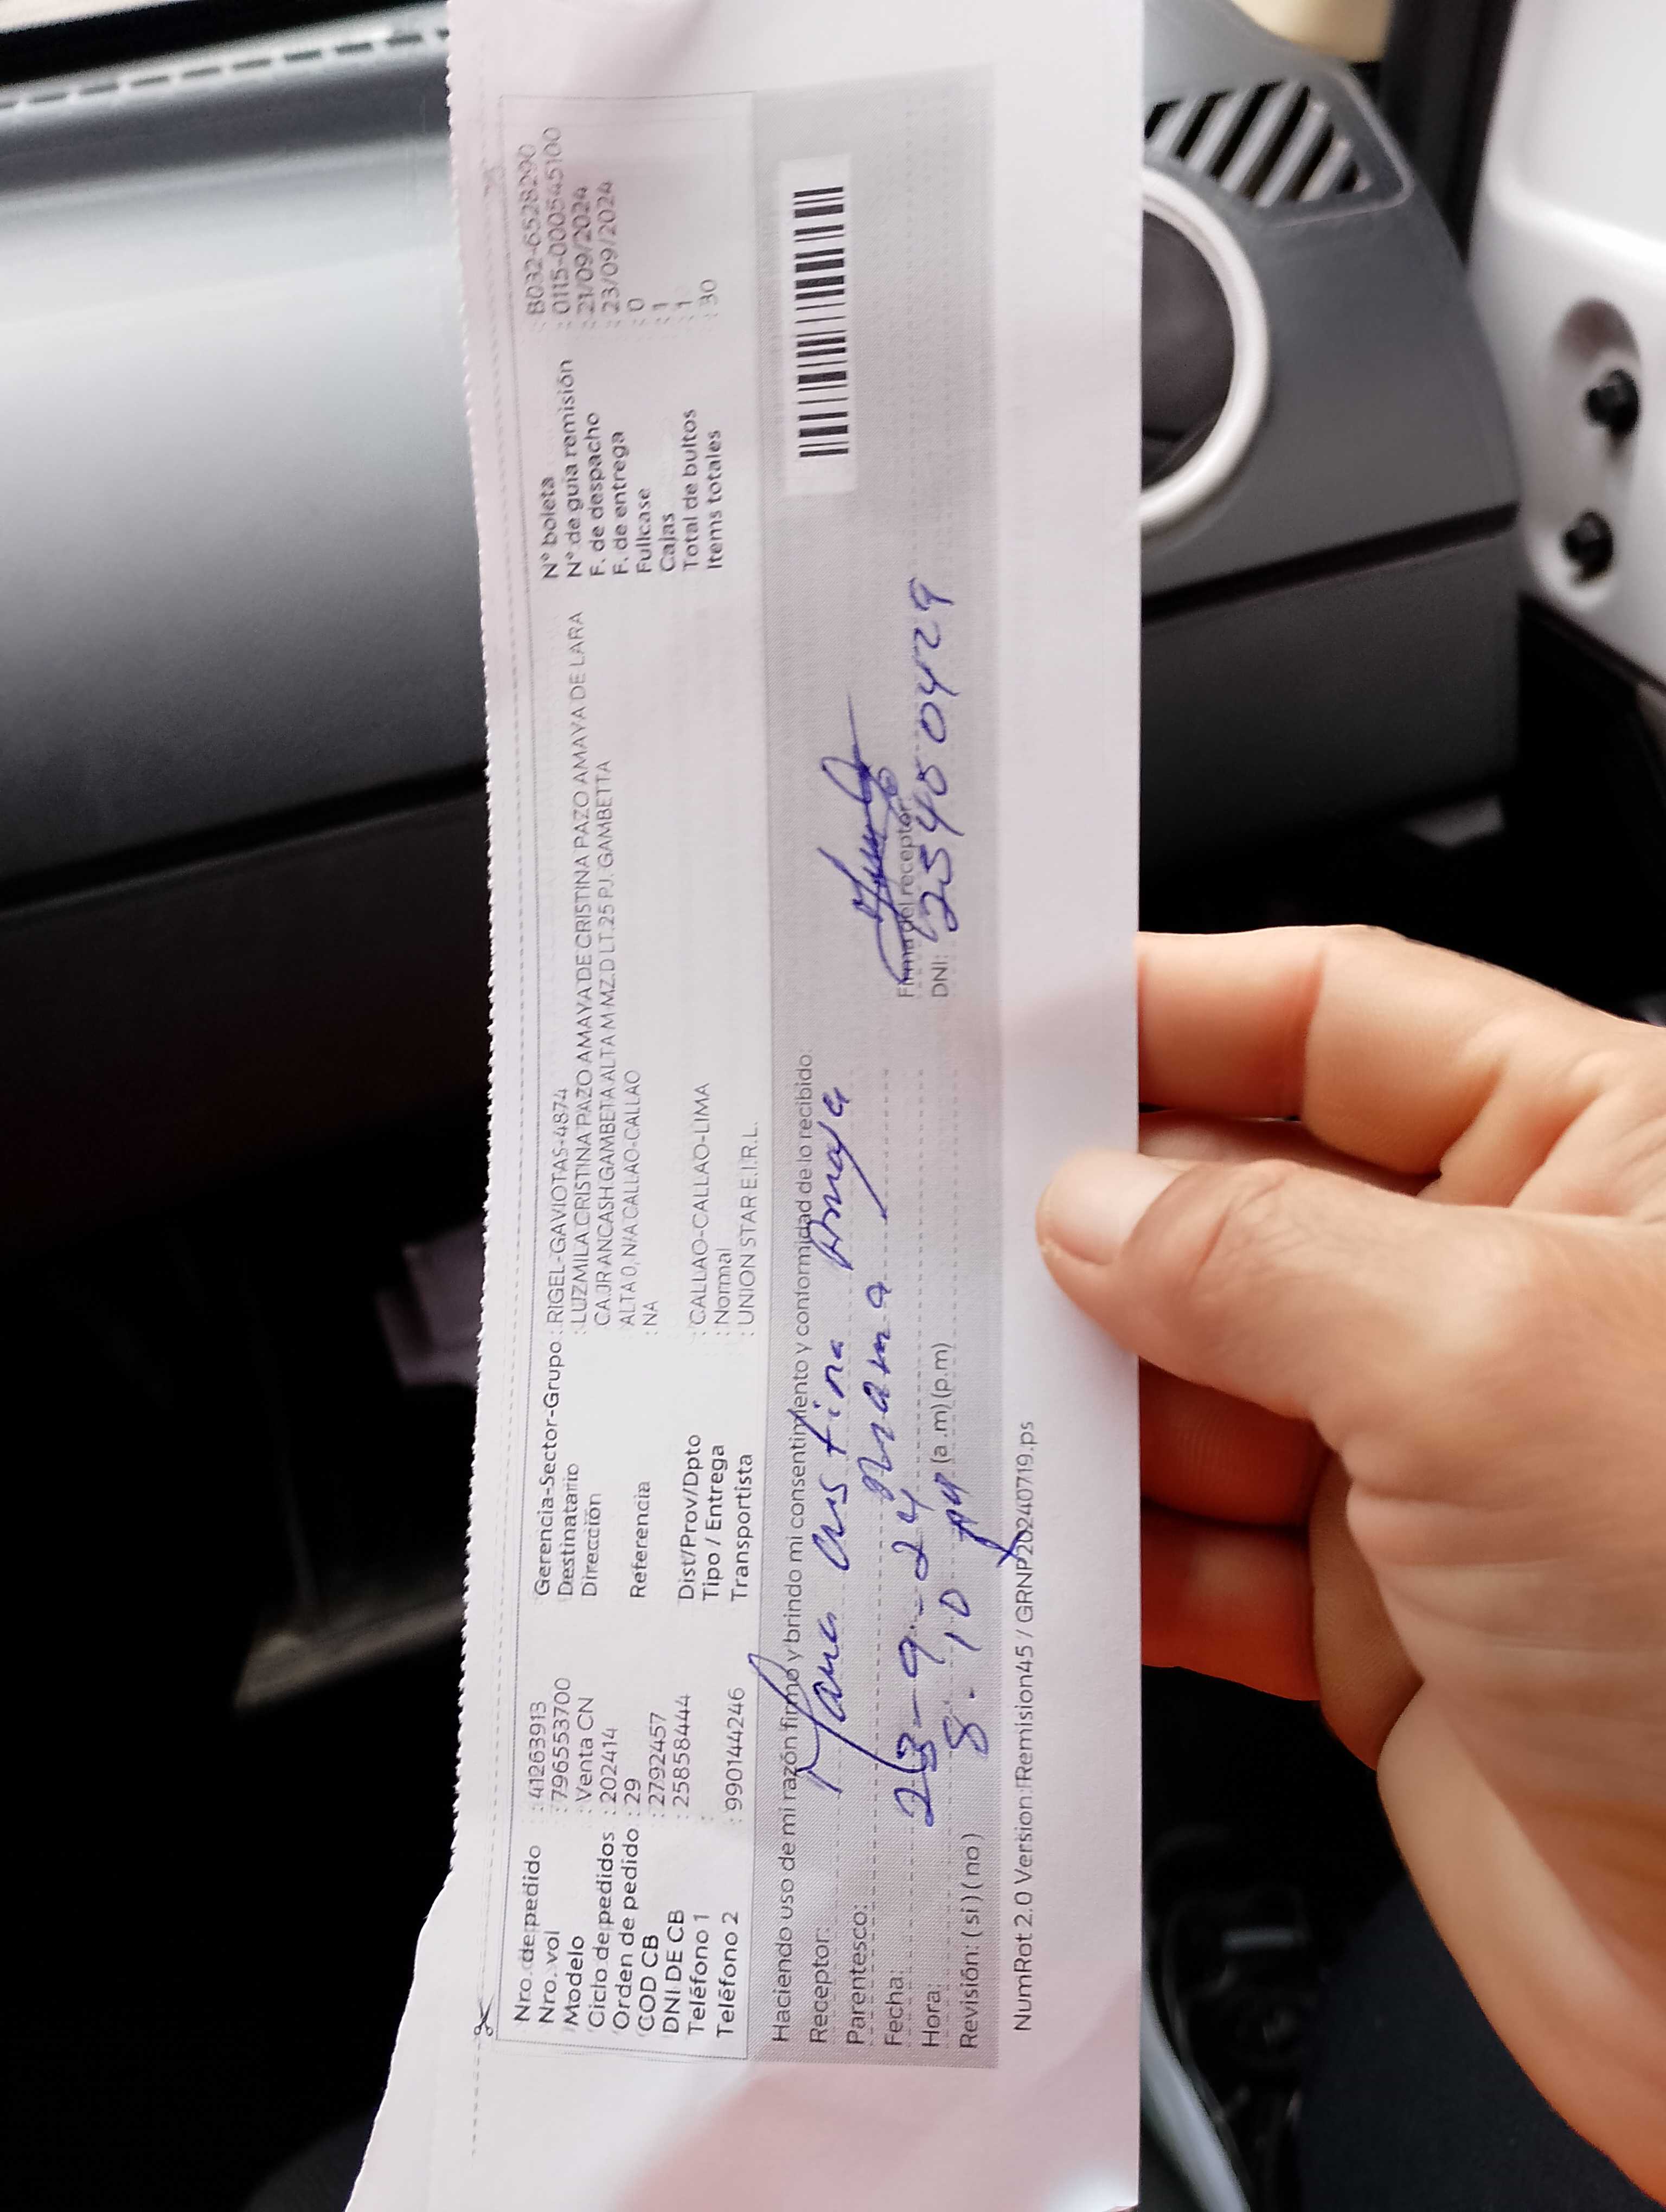 Nro. de pedido : 41263913
Nro. vol : 796553700
Modelo : Venta CN
Ciclo de pedidos : 202414
Orden de pedido : 29
COD CB : 2792457
DNI DE CB : 25858444
Teléfono 1 :
Teléfono 2 : 990144246
Gerencia-Sector-Grupo : RIGEL-GAVIOTAS-4874
Destinatario : LUZMILA CRISTINA PAZO AMAYA DE CRISTINA PAZO AMAYA DE LARA
Dirección CA.JR ANCASH GAMBETA ALTA M MZ.D LT.25 PJ. GAMBETTA
ALTA 0, N/A CALLAO-CALLAO
Referencia : NA
Dist/Prov/Dpto : CALLAO-CALLAO-LIMA
Tipo / Entrega : Normal
Transportista : UNION STAR E.I.R.L.
N° boleta : B032-6528290
N° de guía remisión : 0115-0005545100
F. de despacho : 21/09/2024
F. de entrega : 23/09/2024
Fullcase : 0
Cajas : 1
Total de bultos : 1
Items totales : 30
Haciendo uso de mi razón firmo y brindo mi consentimiento y conformidad de lo recibido:
Receptor: Maria Cristina Amaya
Parentesco: Mamá
Fecha: 23-9-24
Hora: 8.10 AM (a.m) (p.m)
Revisión: ( si ) ( no )
Firma del receptor:
DNI: 25450429
NumRot 2.0 Version:FRemision45 / GRNP20240719.ps